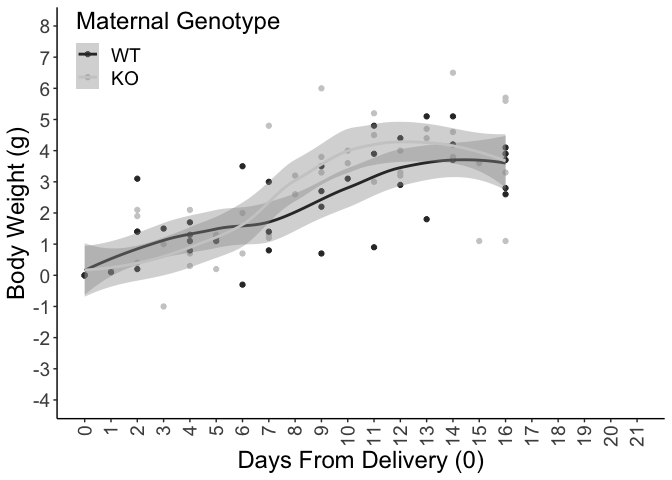 Maternal Genotype
WT
KO
8
7
6
5
4
3
2
1
0
-1
-2
-3
-4
Body Weight (g)
0 1 2 3 4 5 6 7 8 9 10 11 12 13 14 15 16 17 18 19 20 21
Days From Delivery (0)